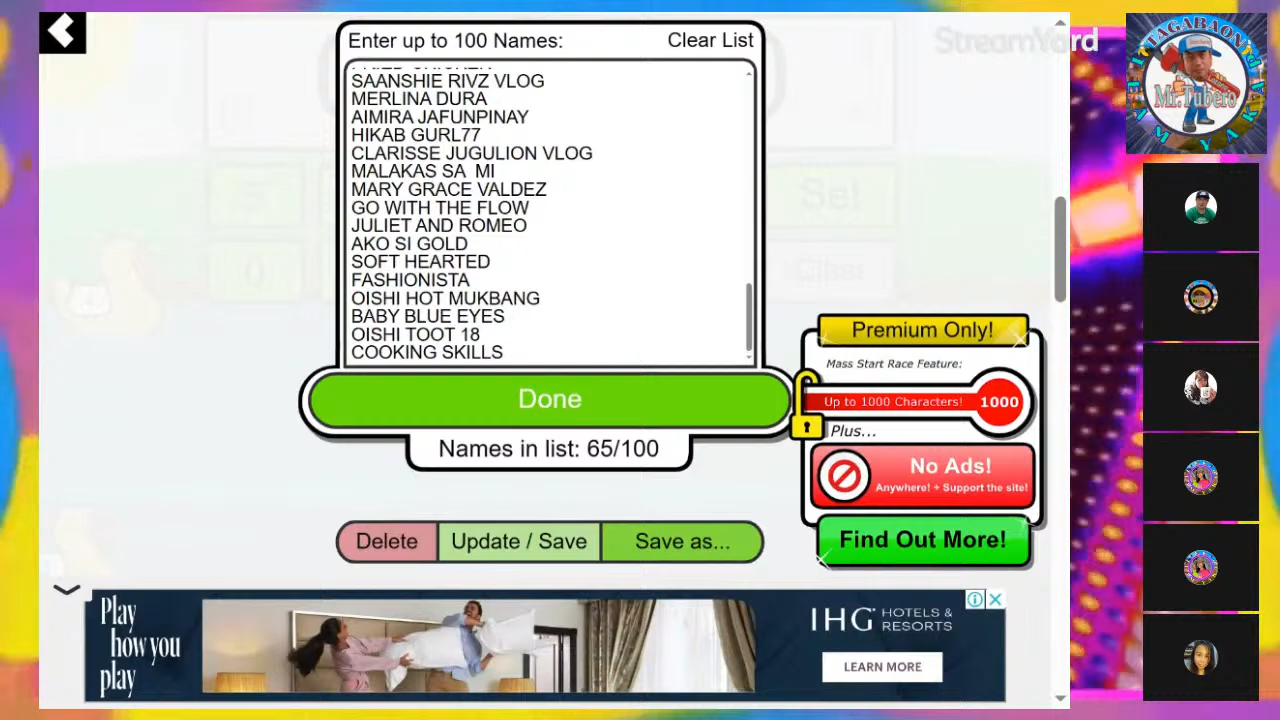 Enter up to 100 Names:
Clear List
StreamYard
FRIED CHICKEN
SAANSHIE RIVZ VLOG
MERLINA DURA
AIMIRA JAFUNPINAY
HIKAB GURL77
CLARISSE JUGULION VLOG
MALAKAS SA  MI
MARY GRACE VALDEZ
GO WITH THE FLOW
JULIET AND ROMEO
AKO SI GOLD
SOFT HEARTED
FASHIONISTA
OISHI HOT MUKBANG
BABY BLUE EYES
OISHI TOOT 18
COOKING SKILLS
Done
Names in list: 65/100
Delete
Update / Save
Save as...
Premium Only!
Mass Start Race Feature:
Up to 1000 Characters!
1000
Plus...
No Ads!
Anywhere! + Support the site!
Find Out More!
Play
how you
play
IHG HOTELS &
RESORTS
LEARN MORE
TAGABAON
Mr.Tubero